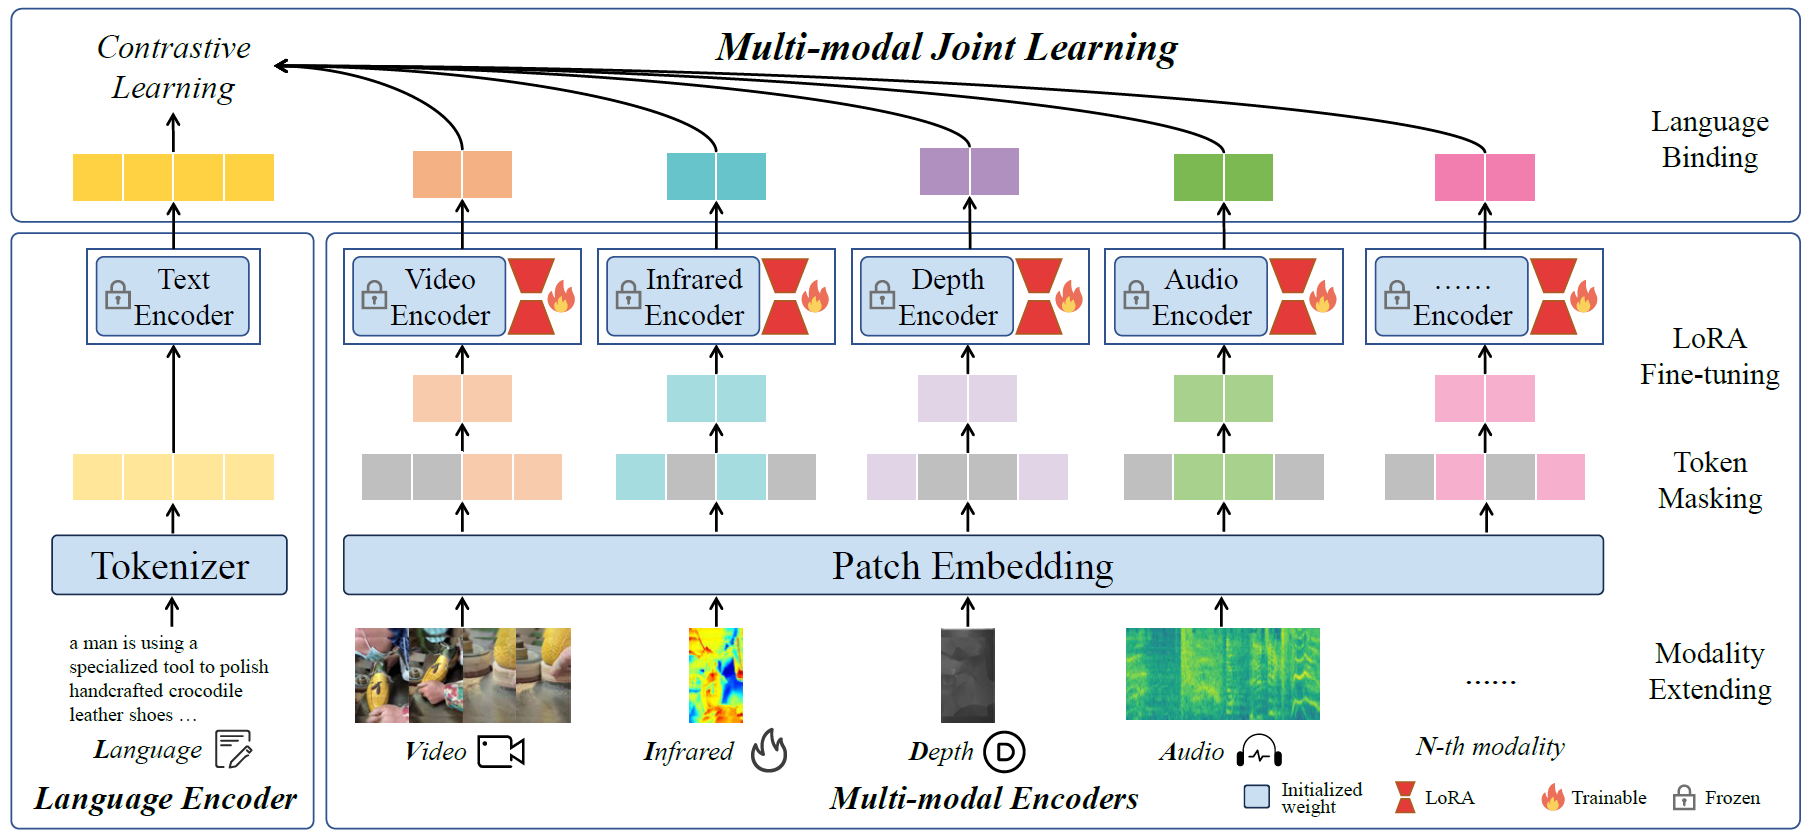 Multi-modal Joint Learning
Contrastive
Learning
Language
Binding
Text
Encoder
Video
Encoder
Infrared
Encoder
Depth
Encoder
Audio
Encoder
……
Encoder
LoRA
Fine-tuning
Token
Masking
Tokenizer
Patch Embedding
a man is using a
specialized tool to polish
handcrafted crocodile
leather shoes …
Language
Video
Infrared
D
Depth
Audio
……
N-th modality
Modality
Extending
Language Encoder
Multi-modal Encoders
Initialized
weight
LoRA
Trainable
Frozen